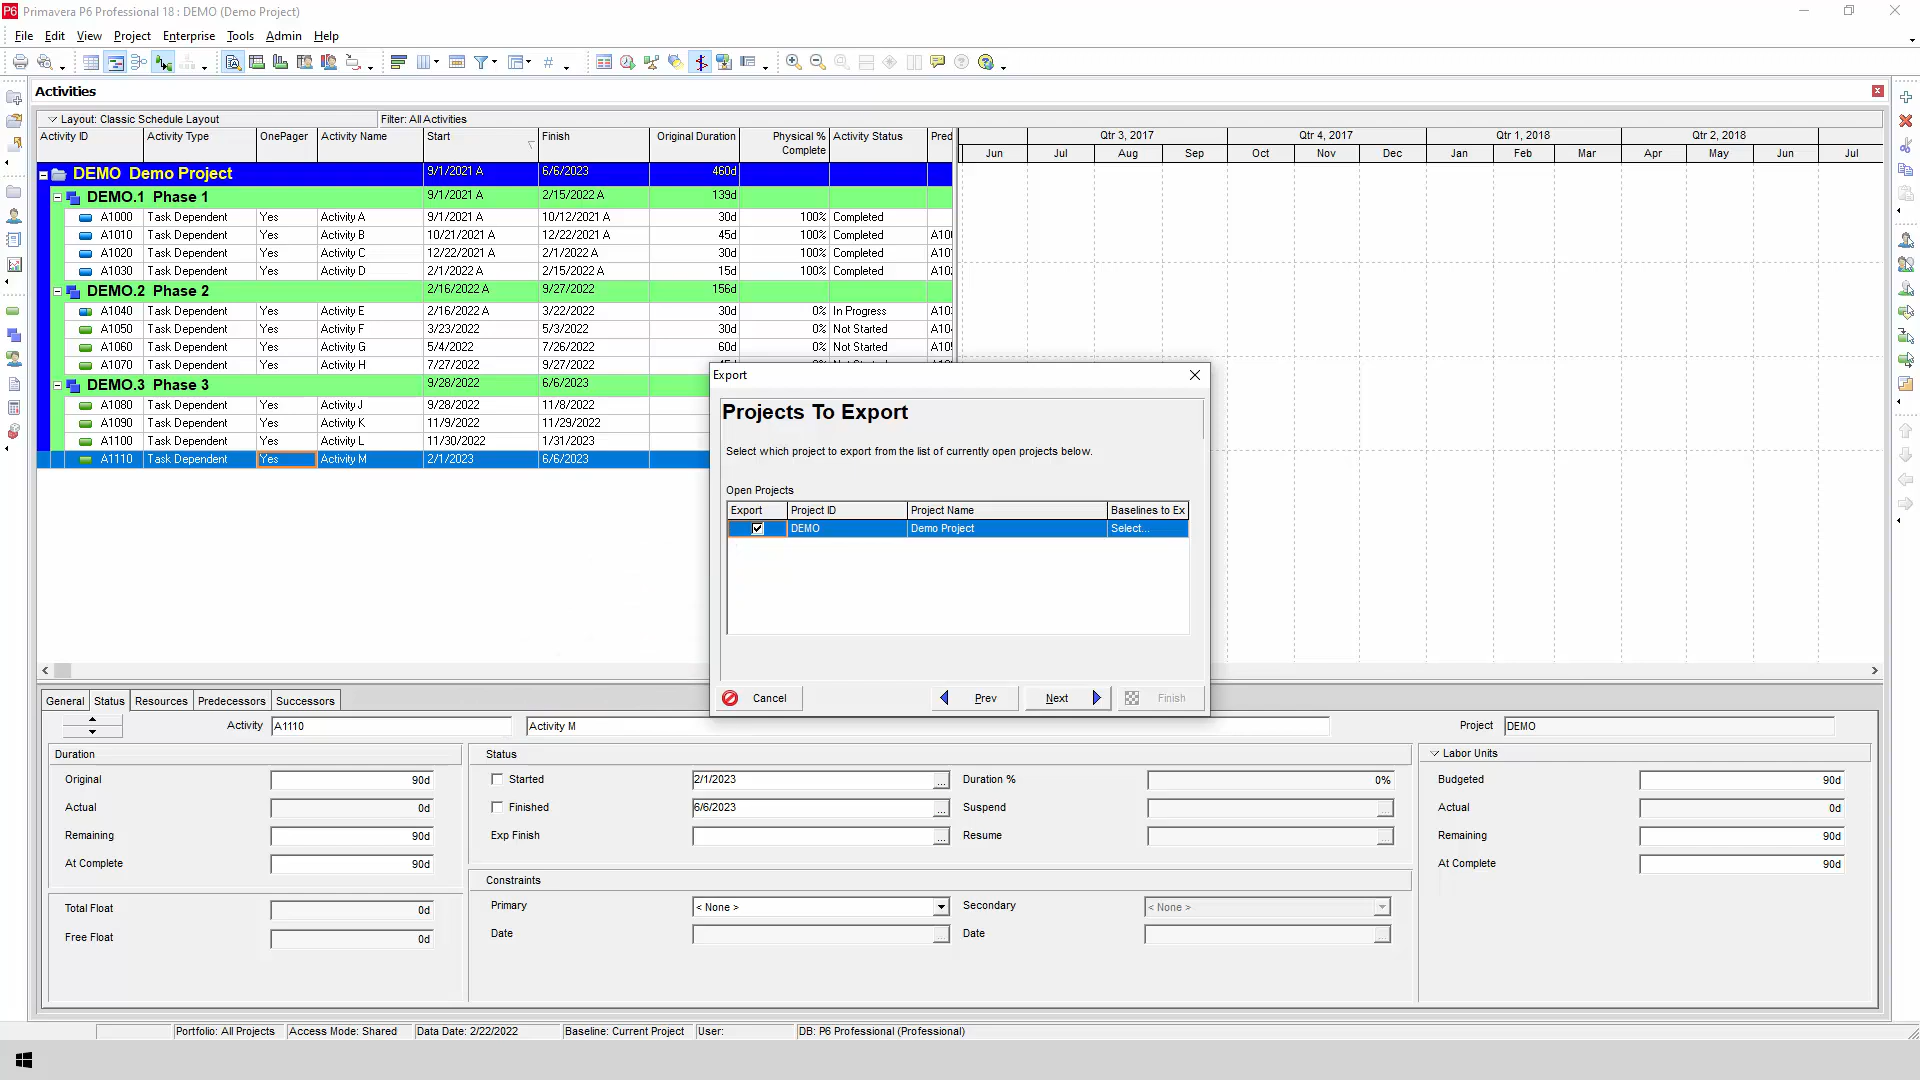 Primavera P6 Professional 18 : DEMO (Demo Project)
File Edit View Project Enterprise Tools Admin Help
Activities
Layout: Classic Schedule Layout Filter: All Activities
Activity ID Activity Type OnePager Activity Name Start Finish Original Duration Physical % Complete Activity Status Pred
Qtr 3, 2017 Qtr 4, 2017 Qtr 1, 2018 Qtr 2, 2018
Jun Jul Aug Sep Oct Nov Dec Jan Feb Mar Apr May Jun Jul
DEMO Demo Project 9/1/2021 A 6/6/2023 460d
DEMO.1 Phase 1 9/1/2021 A 2/15/2022 A 139d
A1000 Task Dependent Yes Activity A 9/1/2021 A 10/12/2021 A 30d 100% Completed
A1010 Task Dependent Yes Activity B 10/21/2021 A 12/22/2021 A 45d 100% Completed A10
A1020 Task Dependent Yes Activity C 12/22/2021 A 2/1/2022 A 30d 100% Completed A10
A1030 Task Dependent Yes Activity D 2/1/2022 A 2/15/2022 A 15d 100% Completed A10
DEMO.2 Phase 2 2/16/2022 A 9/27/2022 156d
A1040 Task Dependent Yes Activity E 2/16/2022 A 3/22/2022 30d 0% In Progress A10
A1050 Task Dependent Yes Activity F 3/23/2022 5/3/2022 30d 0% Not Started A10
A1060 Task Dependent Yes Activity G 5/4/2022 7/26/2022 60d 0% Not Started A10
A1070 Task Dependent Yes Activity H 7/27/2022 9/27/2022
DEMO.3 Phase 3 9/28/2022 6/6/2023
A1080 Task Dependent Yes Activity J 9/28/2022 11/8/2022
A1090 Task Dependent Yes Activity K 11/9/2022 11/29/2022
A1100 Task Dependent Yes Activity L 11/30/2022 1/31/2023
A1110 Task Dependent Yes Activity M 2/1/2023 6/6/2023
Export
Projects To Export
Select which project to export from the list of currently open projects below.
Open Projects
Export Project ID Project Name Baselines to Ex
DEMO Demo Project Select...
Cancel Prev Next Finish
General Status Resources Predecessors Successors
Activity A1110 Activity M Project DEMO
Duration
Original 90d
Actual 0d
Remaining 90d
At Complete 90d
Total Float 0d
Free Float 0d
Status
Started 2/1/2023 Duration % 0%
Finished 6/6/2023 Suspend
Exp Finish Resume
Constraints
Primary < None > Secondary < None >
Date Date
Labor Units
Budgeted 90d
Actual 0d
Remaining 90d
At Complete 90d
Portfolio: All Projects Access Mode: Shared Data Date: 2/22/2022 Baseline: Current Project User: DB: P6 Professional (Professional)